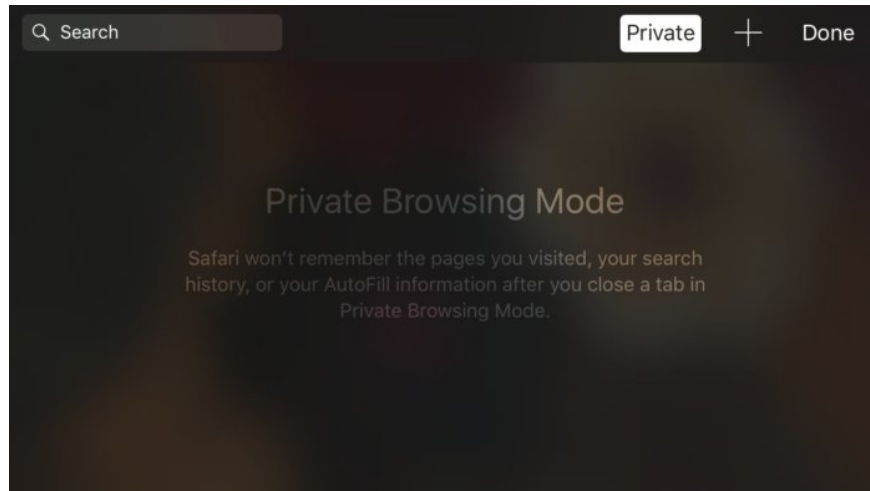 Search
Private
Done
Private Browsing Mode
Safari won't remember the pages you visited, your search
history, or your AutoFill information after you close a tab in
Private Browsing Mode.